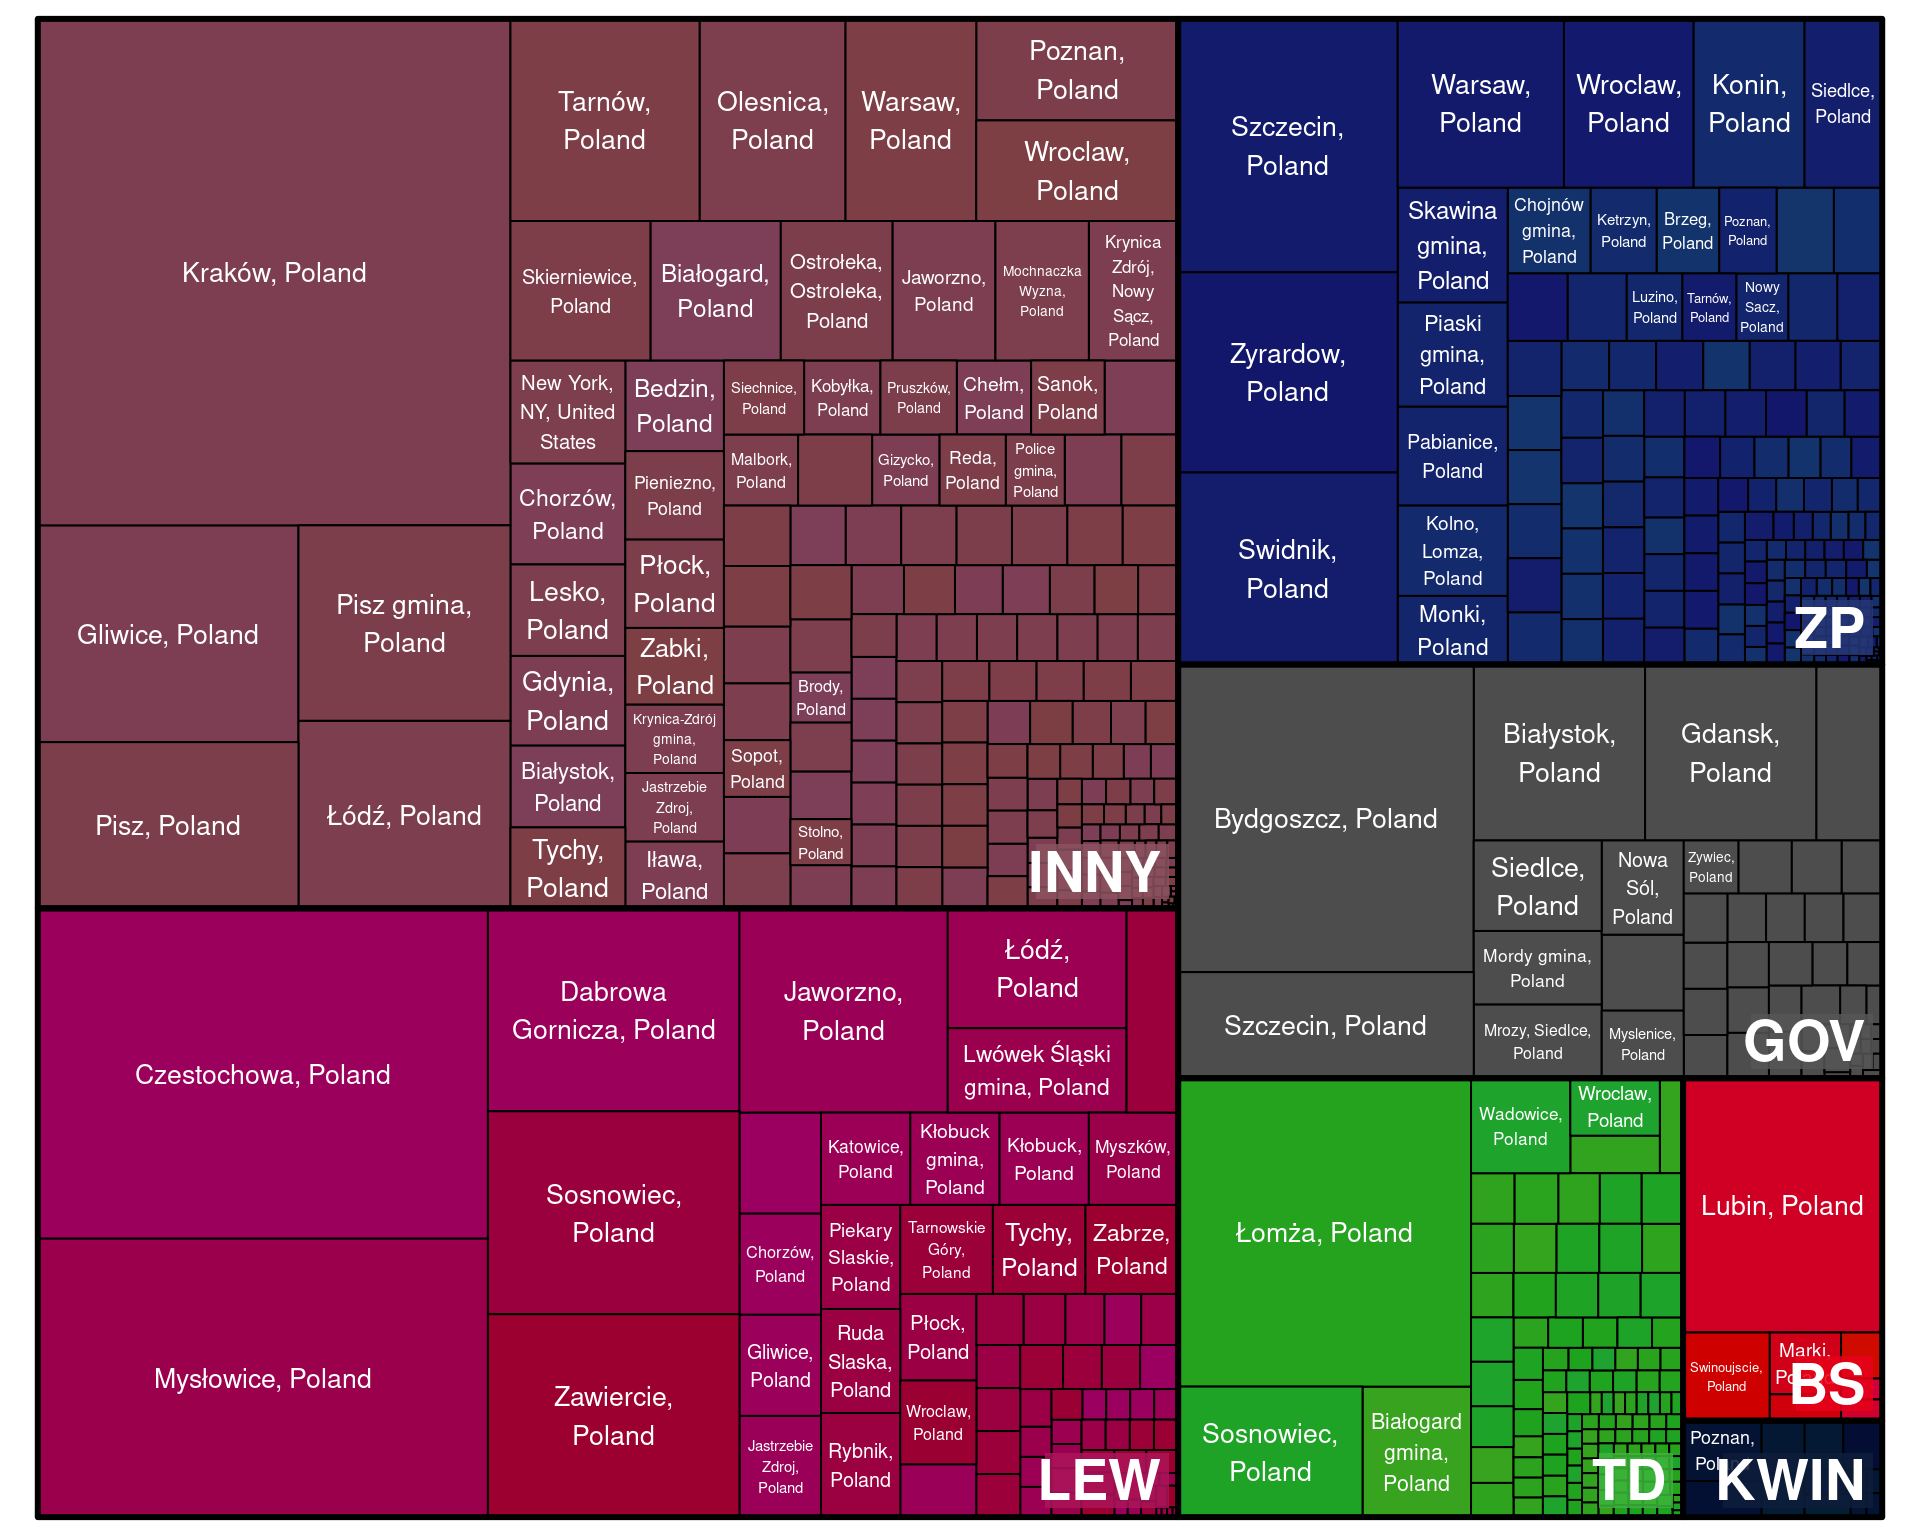 Kraków, Poland
Gliwice, Poland
Pisz gmina,
Poland
Pisz, Poland
Łódź, Poland
Tarnów,
Poland
Olesnica,
Poland
Warsaw,
Poland
Poznan,
Poland
Wroclaw,
Poland
Skierniewice,
Poland
Białogard,
Poland
Ostrołeka,
Ostroleka,
Poland
Jaworzno,
Poland
Mochnaczka
Wyzna,
Poland
Krynica
Zdrój,
Nowy
Sącz,
Poland
New York,
NY, United
States
Chorzów,
Poland
Lesko,
Poland
Gdynia,
Poland
Białystok,
Poland
Tychy,
Poland
Bedzin,
Poland
Pieniezno,
Poland
Płock,
Poland
Zabki,
Poland
Krynica-Zdrój
gmina,
Poland
Jastrzebie
Zdroj,
Poland
Iława,
Poland
Siechnice,
Poland
Kobyłka,
Poland
Pruszków,
Poland
Chełm,
Poland
Sanok,
Poland
Malbork,
Poland
Gizycko,
Poland
Reda,
Poland
Police
gmina,
Poland
Brody,
Poland
Sopot,
Poland
Stolno,
Poland
INNY
Szczecin,
Poland
Zyrardow,
Poland
Swidnik,
Poland
Warsaw,
Poland
Wroclaw,
Poland
Konin,
Poland
Siedlce,
Poland
Skawina
gmina,
Poland
Piaski
gmina,
Poland
Pabianice,
Poland
Kolno,
Lomza,
Poland
Monki,
Poland
Chojnów
gmina,
Poland
Ketrzyn,
Poland
Brzeg,
Poland
Poznan,
Poland
Luzino,
Poland
Tarnów,
Poland
Nowy
Sacz,
Poland
ZP
Bydgoszcz, Poland
Szczecin, Poland
Białystok,
Poland
Gdansk,
Poland
Siedlce,
Poland
Nowa
Sól,
Poland
Zywiec,
Poland
Mordy gmina,
Poland
Mrozy, Siedlce,
Poland
Myslenice,
Poland
GOV
Czestochowa, Poland
Mysłowice, Poland
Dabrowa
Gornicza, Poland
Sosnowiec,
Poland
Zawiercie,
Poland
Jaworzno,
Poland
Łódź,
Poland
Lwówek Śląski
gmina, Poland
Katowice,
Poland
Kłobuck
gmina,
Poland
Kłobuck,
Poland
Myszków,
Poland
Chorzów,
Poland
Gliwice,
Poland
Jastrzebie
Zdroj,
Poland
Piekary
Slaskie,
Poland
Ruda
Slaska,
Poland
Rybnik,
Poland
Tarnowskie
Góry,
Poland
Tychy,
Poland
Zabrze,
Poland
Płock,
Poland
Wroclaw,
Poland
LEW
Łomża, Poland
Sosnowiec,
Poland
Białogard
gmina,
Poland
Wadowice,
Poland
Wroclaw,
Poland
TD
Lubin, Poland
Swinoujscie,
Poland
Marki,
BS
Poznan,
KWIN